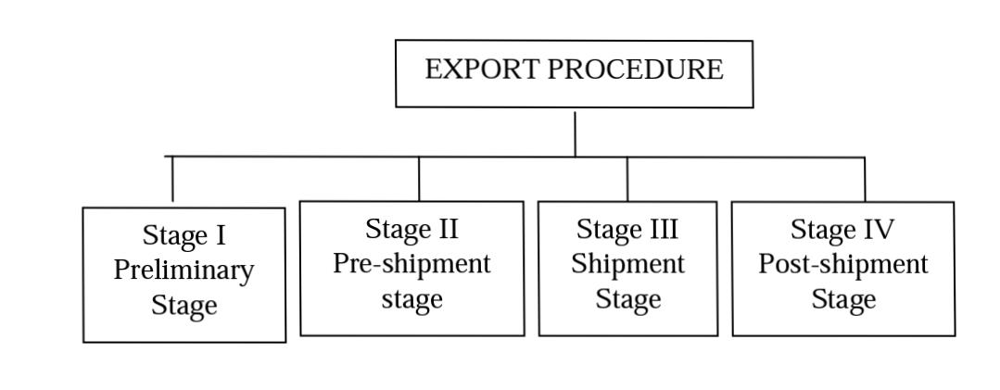 EXPORT PROCEDURE
Stage I
Preliminary
Stage
Stage II
Pre-shipment
stage
Stage III
Shipment
Stage
Stage IV
Post-shipment
Stage